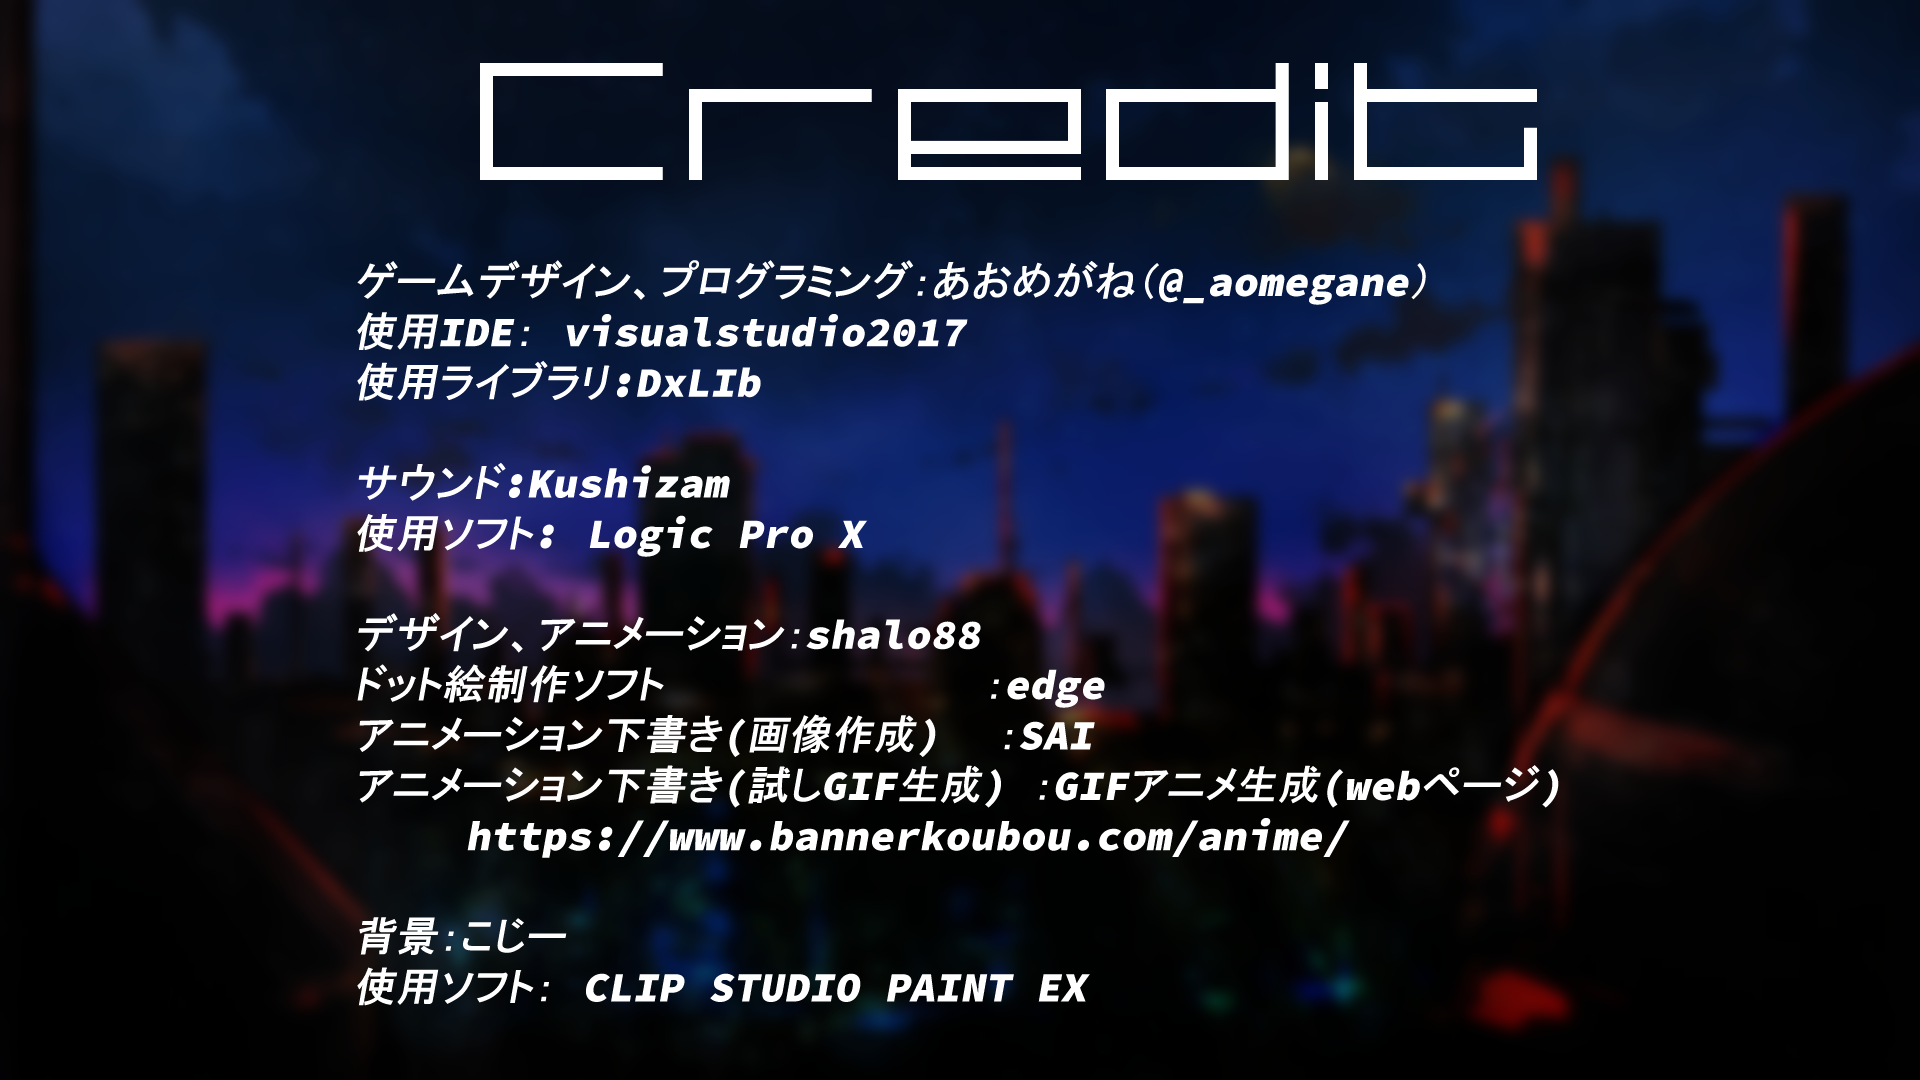 Credit
ゲームデザイン、プログラミング：あおめがね（@_aomegane）
使用IDE： visualstudio2017
使用ライブラリ:DxLIb
サウンド:Kushizam
使用ソフト: Logic Pro X
デザイン、アニメーション：shalo88
ドット絵制作ソフト ：edge
アニメーション下書き(画像作成) ：SAI
アニメーション下書き(試しGIF生成) ：GIFアニメ生成(webページ)
https://www.bannerkoubou.com/anime/
背景：こじー
使用ソフト： CLIP STUDIO PAINT EX